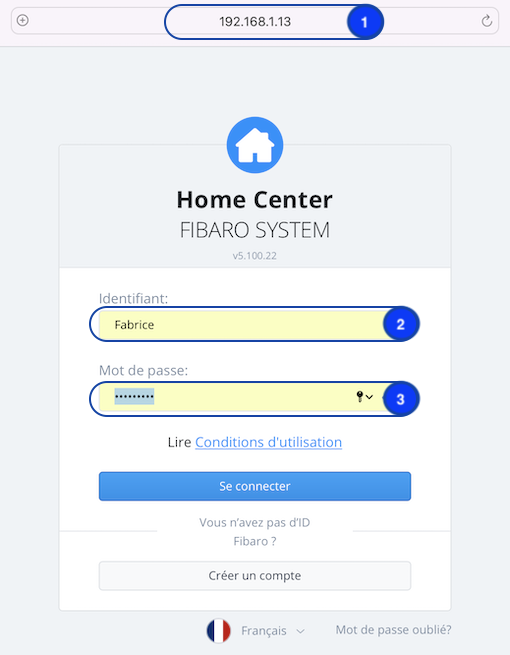 192.168.1.13
1
Home Center
FIBARO SYSTEM
v5.100.22
Identifiant:
Fabrice
2
Mot de passe:
•••••••••
3
Lire Conditions d'utilisation
Se connecter
Vous n’avez pas d’ID
Fibaro ?
Créer un compte
Français
Mot de passe oublié?